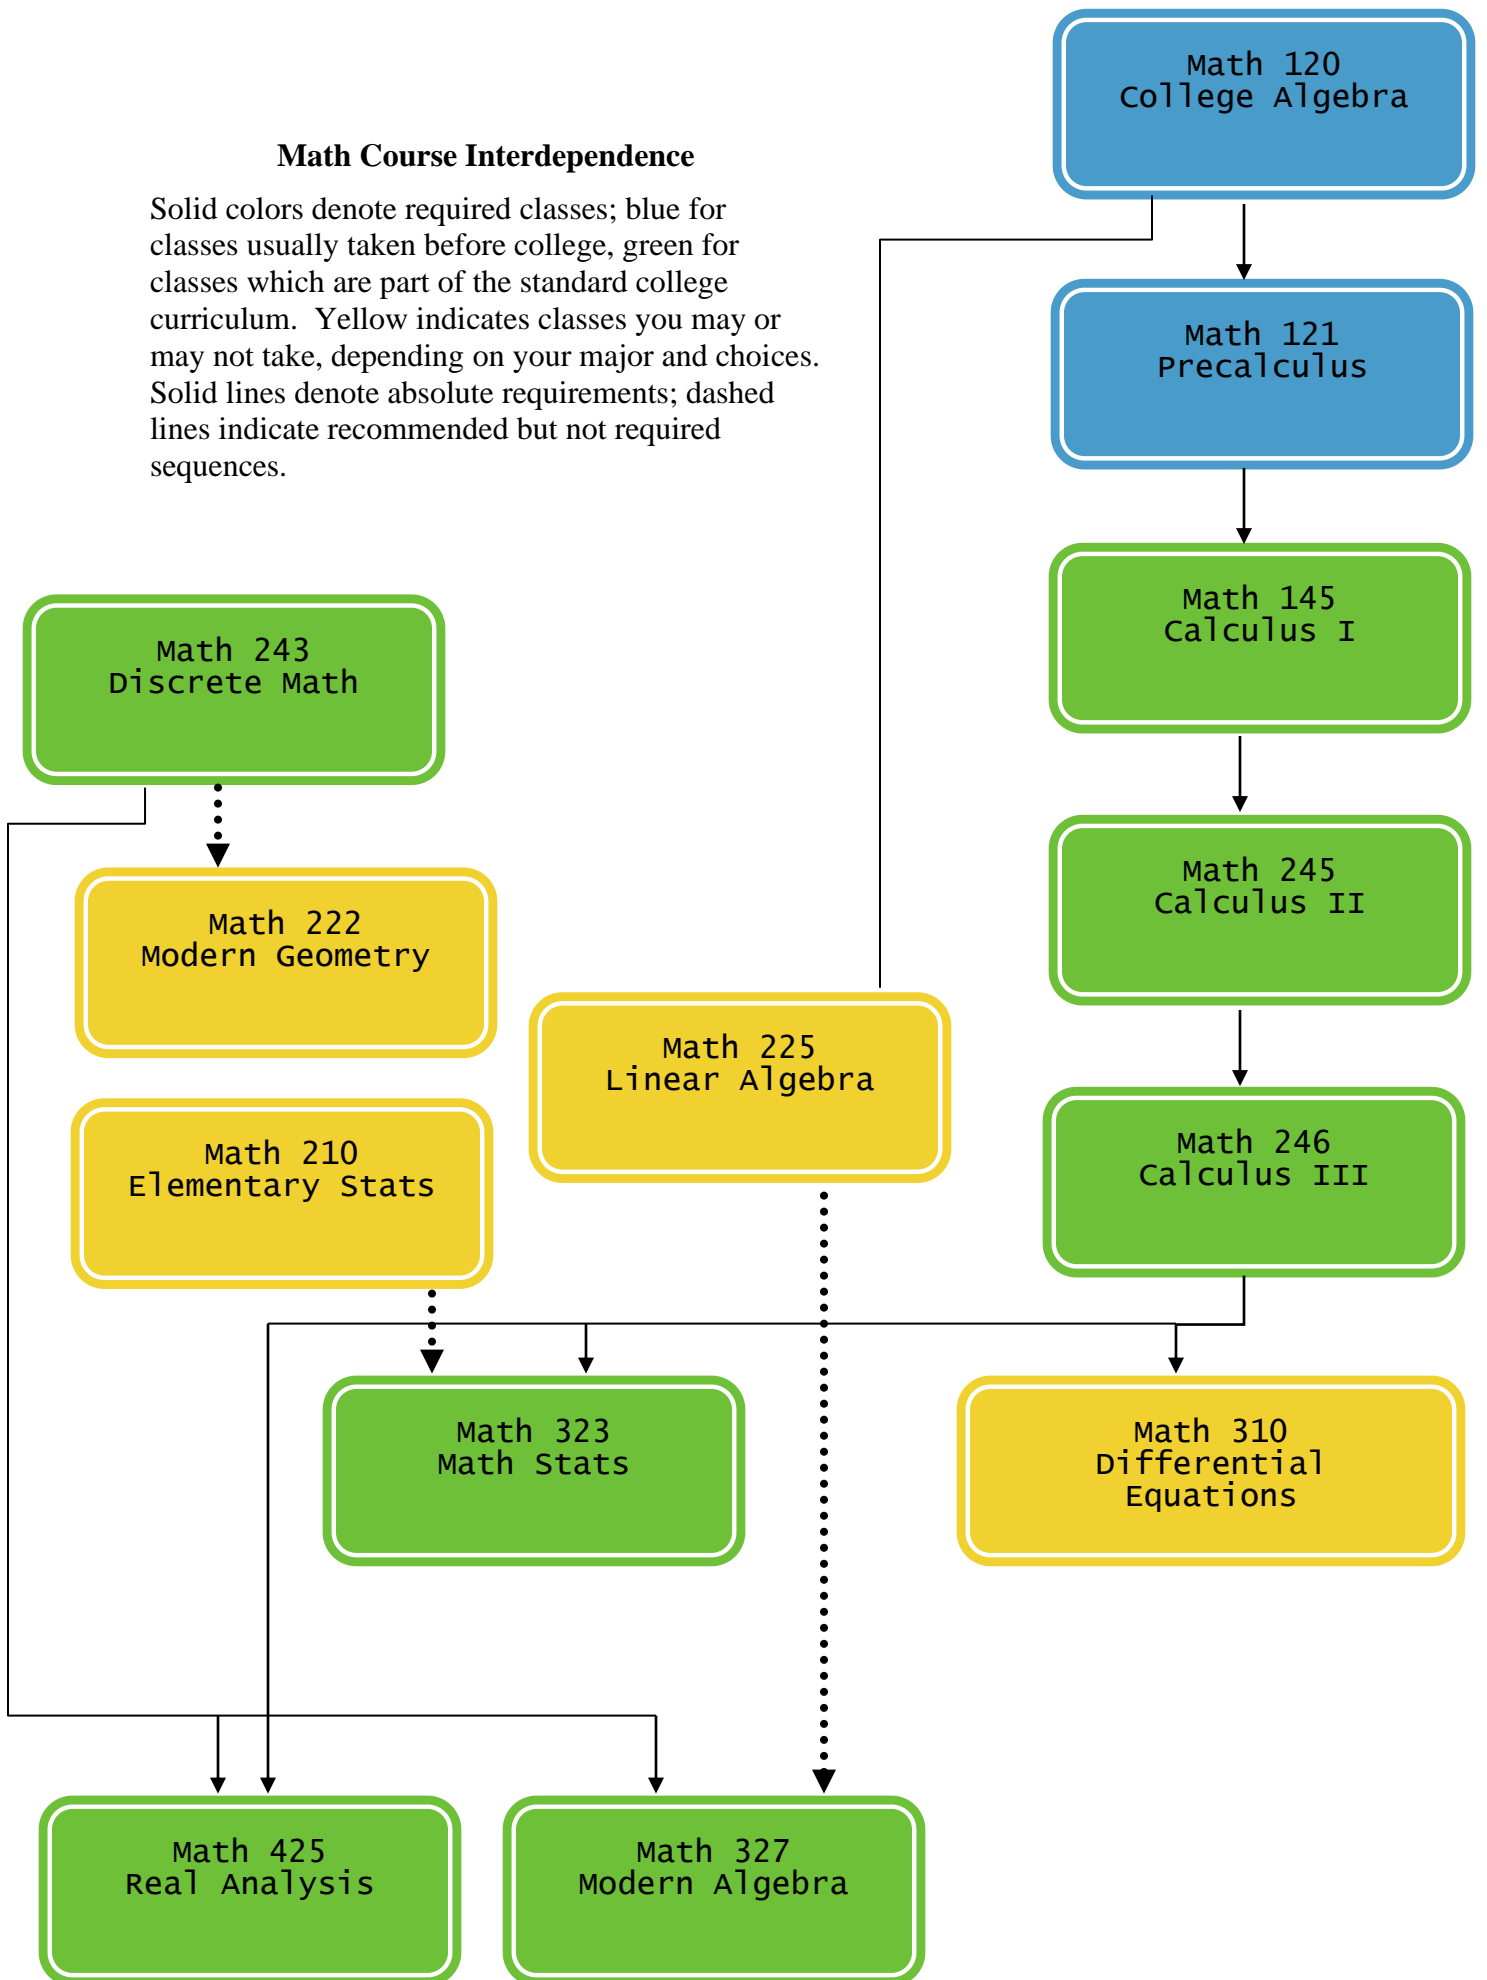 Math 120
College Algebra
Math Course Interdependence
Solid colors denote required classes; blue for
classes usually taken before college, green for
classes which are part of the standard college
curriculum.  Yellow indicates classes you may or
may not take, depending on your major and choices.
Solid lines denote absolute requirements; dashed
lines indicate recommended but not required
sequences.
Math 121
Precalculus
Math 145
Calculus I
Math 243
Discrete Math
Math 245
Calculus II
Math 222
Modern Geometry
Math 225
Linear Algebra
Math 210
Elementary Stats
Math 246
Calculus III
Math 323
Math Stats
Math 310
Differential
Equations
Math 425
Real Analysis
Math 327
Modern Algebra